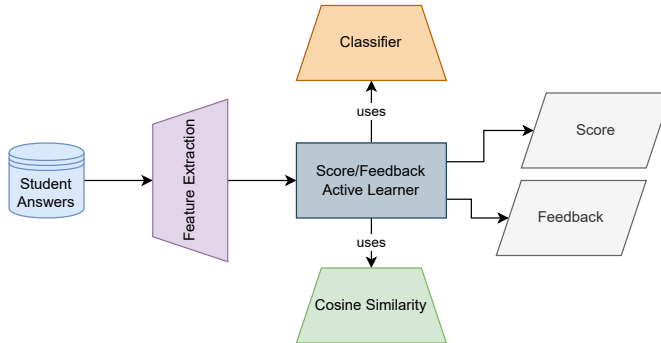 Classifier
uses
Student
Answers
Feature Extraction
Score/Feedback
Active Learner
Score
Feedback
uses
Cosine Similarity